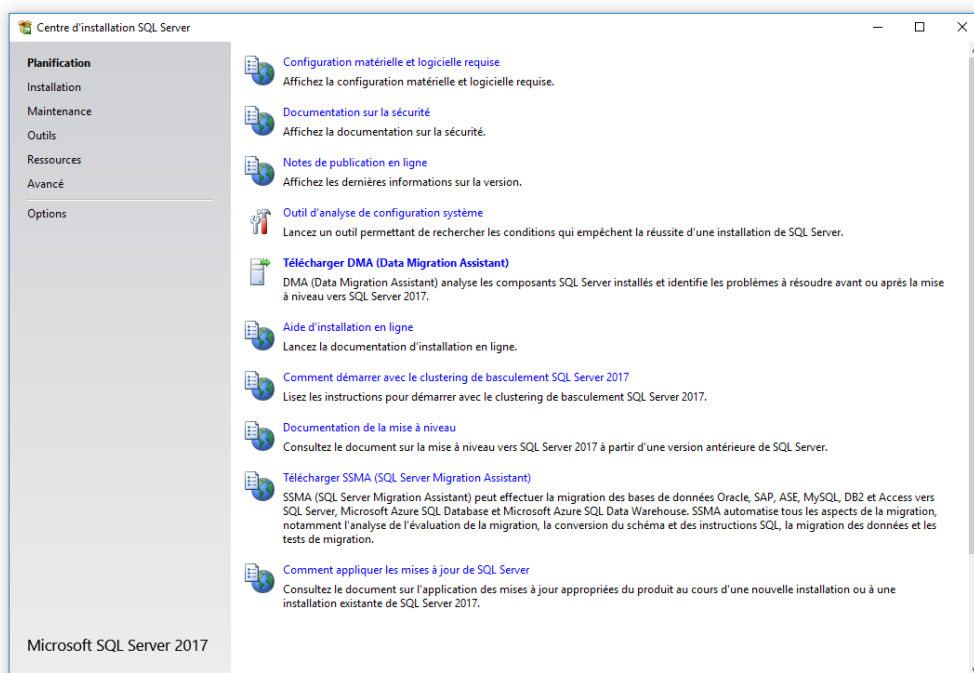 Centre d'installation SQL Server
Planification
Installation
Maintenance
Outils
Ressources
Avancé
Options
Microsoft SQL Server 2017
Configuration matérielle et logicielle requise
Affichez la configuration matérielle et logicielle requise.
Documentation sur la sécurité
Affichez la documentation sur la sécurité.
Notes de publication en ligne
Affichez les dernières informations sur la version.
Outil d'analyse de configuration système
Lancez un outil permettant de rechercher les conditions qui empêchent la réussite d'une installation de SQL Server.
Télécharger DMA (Data Migration Assistant)
DMA (Data Migration Assistant) analyse les composants SQL Server installés et identifie les problèmes à résoudre avant ou après la mise
à niveau vers SQL Server 2017.
Aide d'installation en ligne
Lancez la documentation d'installation en ligne.
Comment démarrer avec le clustering de basculement SQL Server 2017
Lisez les instructions pour démarrer avec le clustering de basculement SQL Server 2017.
Documentation de la mise à niveau
Consultez le document sur la mise à niveau vers SQL Server 2017 à partir d'une version antérieure de SQL Server.
Télécharger SSMA (SQL Server Migration Assistant)
SSMA (SQL Server Migration Assistant) peut effectuer la migration des bases de données Oracle, SAP, ASE, MySQL, DB2 et Access vers
SQL Server, Microsoft Azure SQL Database et Microsoft Azure SQL Data Warehouse. SSMA automatise tous les aspects de la migration,
notamment l'analyse de l'évaluation de la migration, la conversion du schéma et des instructions SQL, la migration des données et les
tests de migration.
Comment appliquer les mises à jour de SQL Server
Consultez le document sur l'application des mises à jour appropriées du produit au cours d'une nouvelle installation ou à une
installation existante de SQL Server 2017.